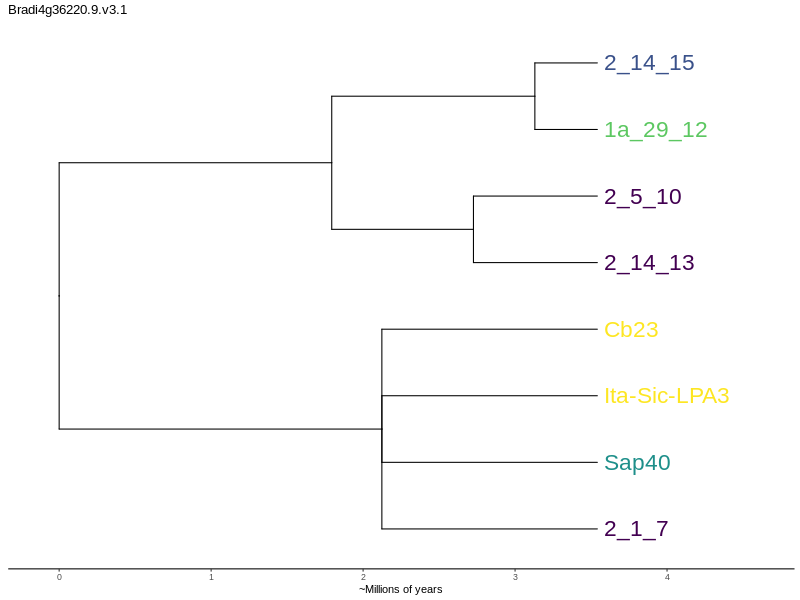 Bradi4g36220.9.v3.1
2_14_15
1a_29_12
2_5_10
2_14_13
Cb23
Ita-Sic-LPA3
Sap40
2_1_7
0 1 2 3 4
~Millions of years